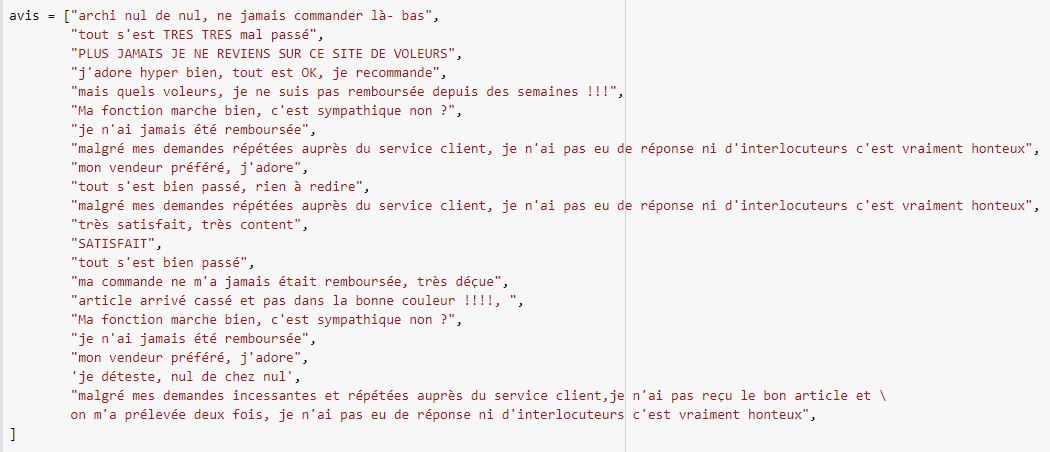 avis = ["archi nul de nul, ne jamais commander là- bas",
"tout s'est TRES TRES mal passé",
"PLUS JAMAIS JE NE REVIENS SUR CE SITE DE VOLEURS",
"j'adore hyper bien, tout est OK, je recommande",
"mais quels voleurs, je ne suis pas remboursée depuis des semaines !!!",
"Ma fonction marche bien, c'est sympathique non ?",
"je n'ai jamais été remboursée",
"malgré mes demandes répétées auprès du service client, je n'ai pas eu de réponse ni d'interlocuteurs c'est vraiment honteux",
"mon vendeur préféré, j'adore",
"tout s'est bien passé, rien à redire",
"malgré mes demandes répétées auprès du service client, je n'ai pas eu de réponse ni d'interlocuteurs c'est vraiment honteux",
"très satisfait, très content",
"SATISFAIT",
"tout s'est bien passé",
"ma commande ne m'a jamais était remboursée, très déçue",
"article arrivé cassé et pas dans la bonne couleur !!!!, ",
"Ma fonction marche bien, c'est sympathique non ?",
"je n'ai jamais été remboursée",
"mon vendeur préféré, j'adore",
'je déteste, nul de chez nul',
"malgré mes demandes incessantes et répétées auprès du service client,je n'ai pas reçu le bon article et \
on m'a prélevée deux fois, je n'ai pas eu de réponse ni d'interlocuteurs c'est vraiment honteux",
]